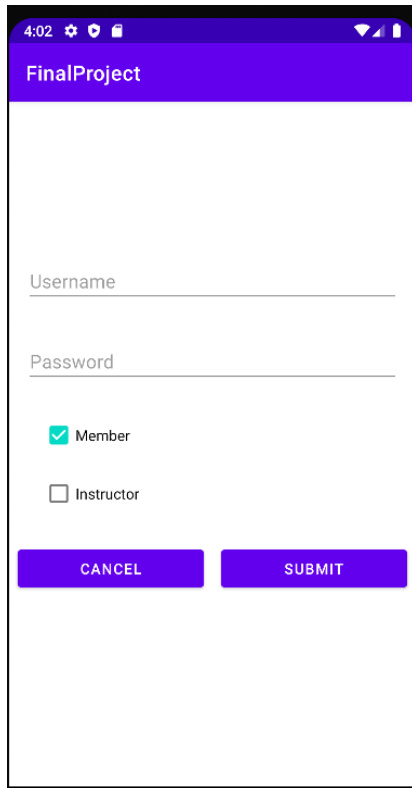 4:02
FinalProject
Username
Password
Member
Instructor
CANCEL SUBMIT